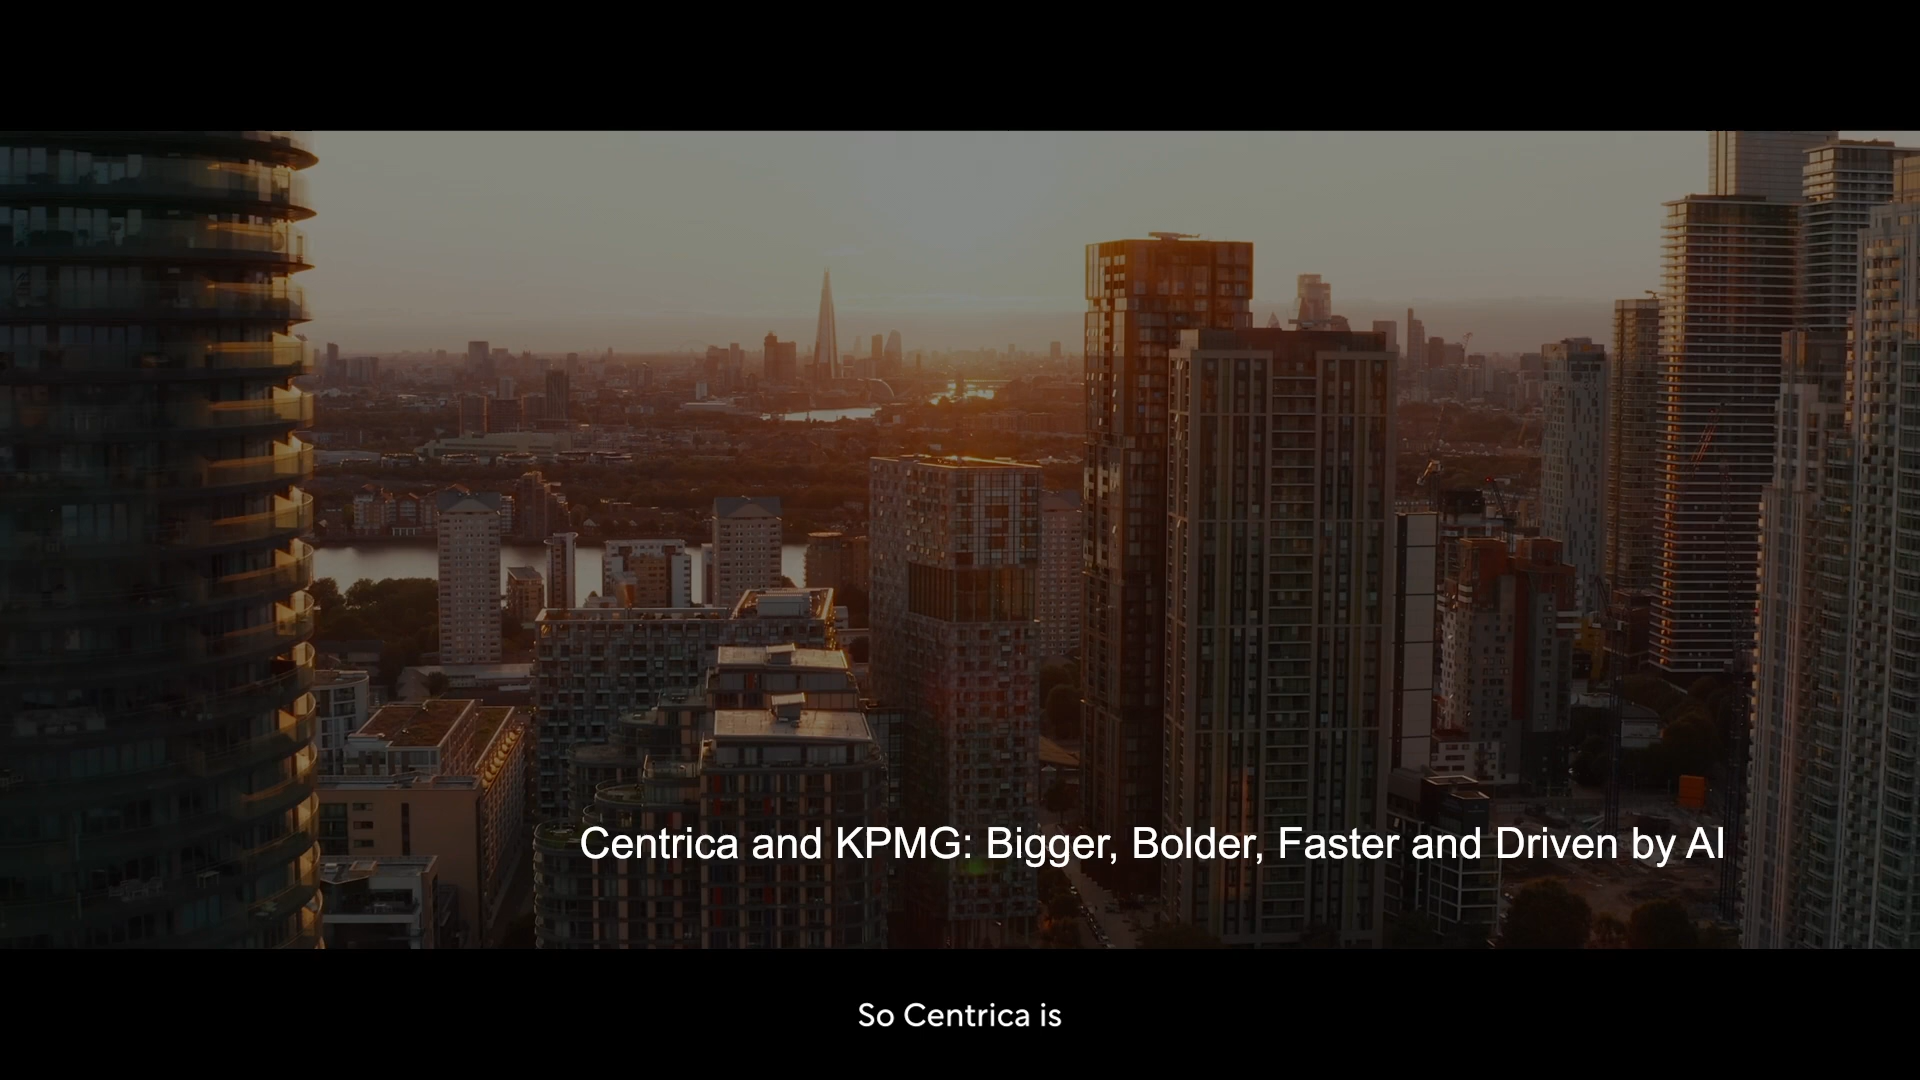 Centrica and KPMG: Bigger, Bolder, Faster and Driven by AI
So Centrica is